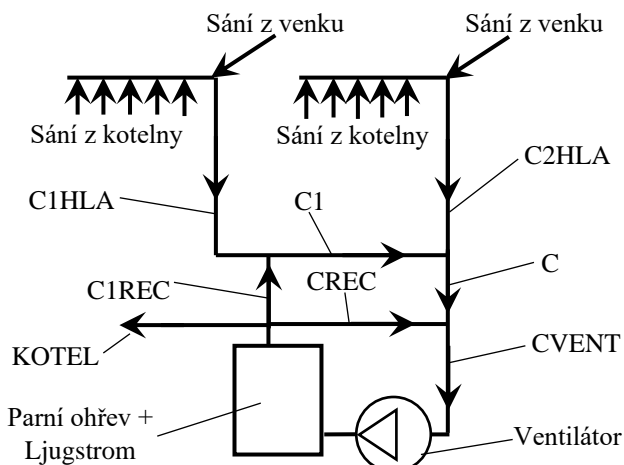 Sání z venku
Sání z venku
Sání z kotelny
Sání z kotelny
C2HLA
C1HLA
C1
C
C1REC
CREC
KOTEL
CVENT
Parní ohřev +
Ljugstrom
Ventilátor